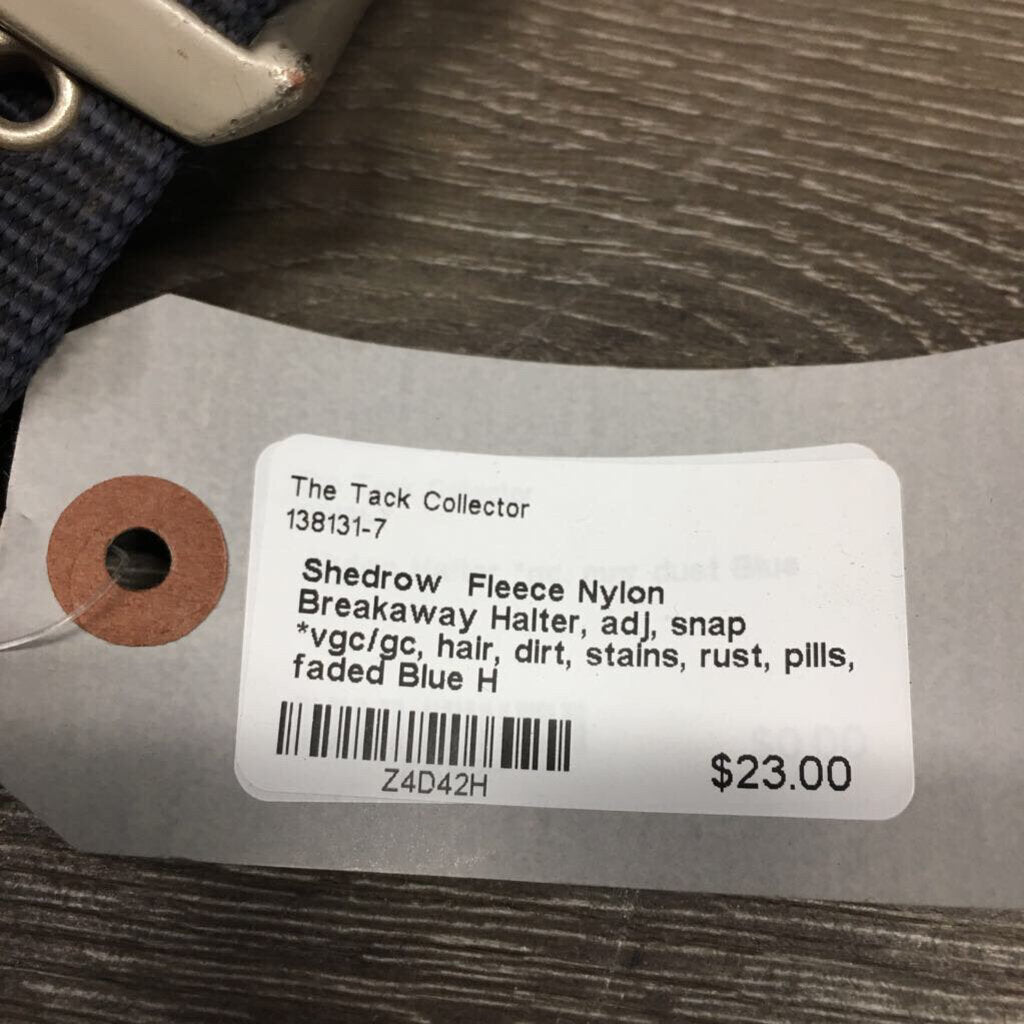 The Tack Collector
138131-7
Shedrow Fleece Nylon
Breakaway Halter, adj, snap
*vgc/gc, hair, dirt, stains, rust, pills,
faded Blue H
Z4D42H
$23.00